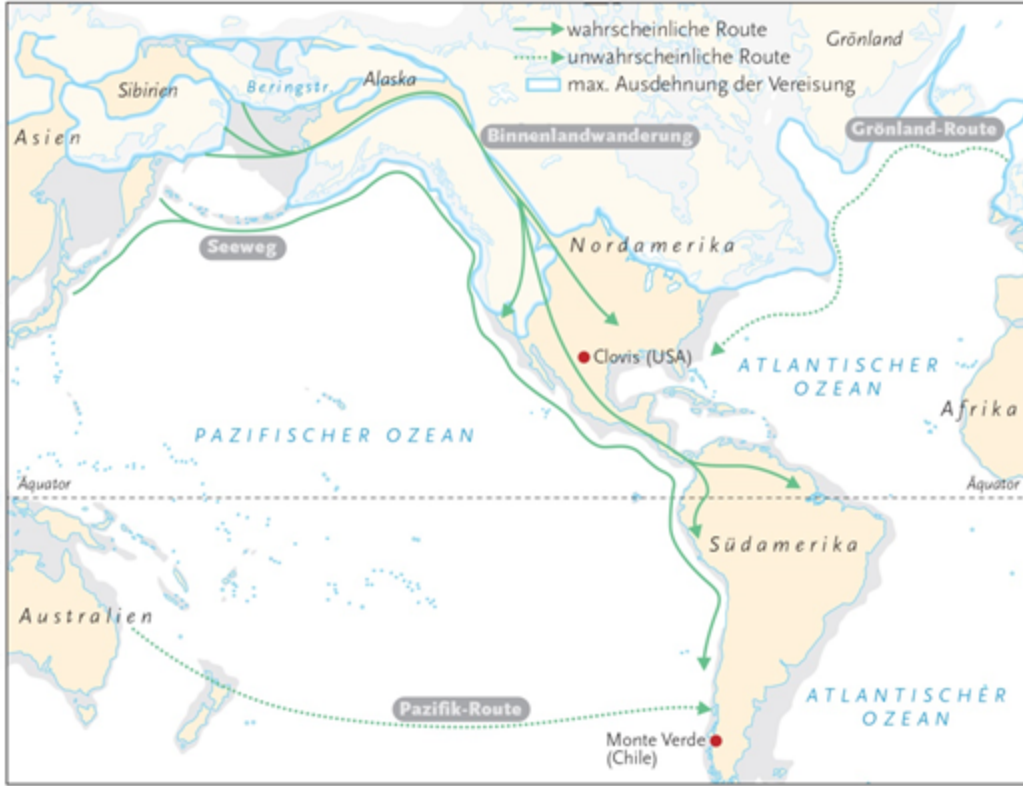 wahrscheinliche Route
unwahrscheinliche Route
max. Ausdehnung der Vereisung
Grönland
Sibirien
Beringstr.
Alaska
Asien
Binnenlandwanderung
Grönland-Route
Seeweg
Nordamerika
Clovis (USA)
ATLANTISCHER
OZEAN
Afrika
PAZIFISCHER OZEAN
Äquator
Äquator
Südamerika
Australien
Pazifik-Route
ATLANTISCHER
OZEAN
Monte Verde
(Chile)